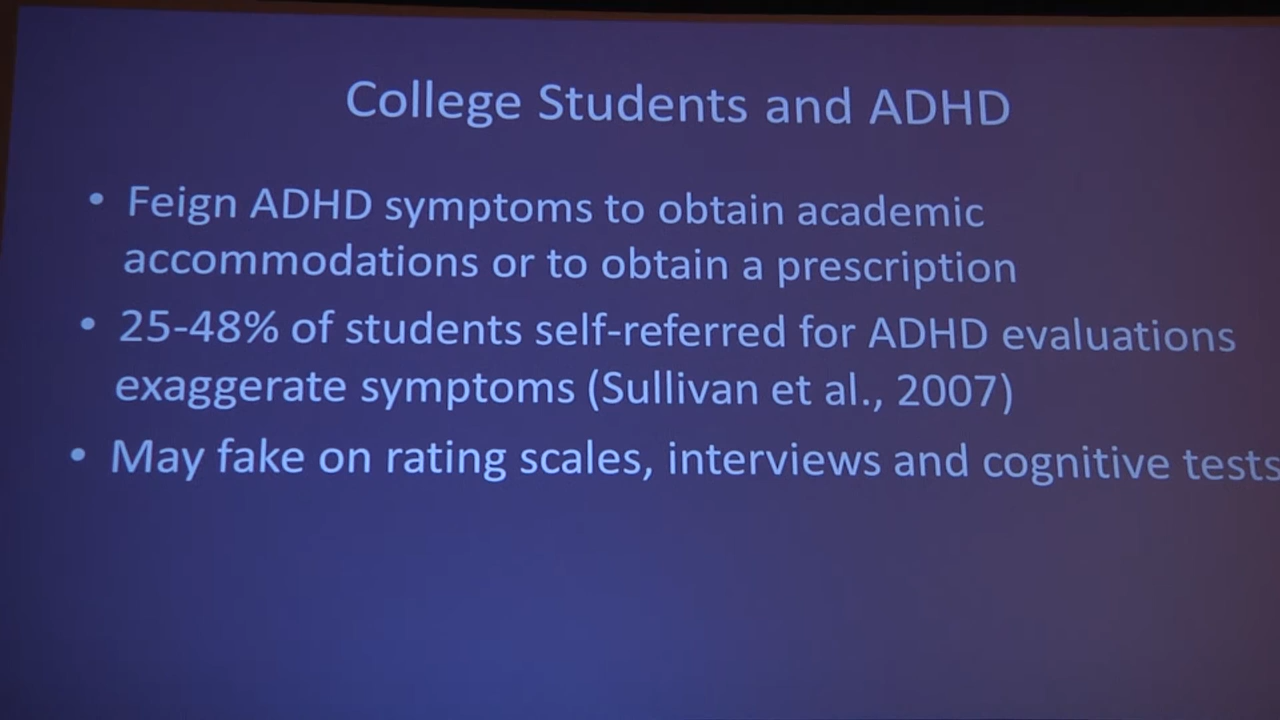 College Students and ADHD
• Feign ADHD symptoms to obtain academic
accommodations or to obtain a prescription
• 25-48% of students self-referred for ADHD evaluations
exaggerate symptoms (Sullivan et al., 2007)
• May fake on rating scales, interviews and cognitive tests